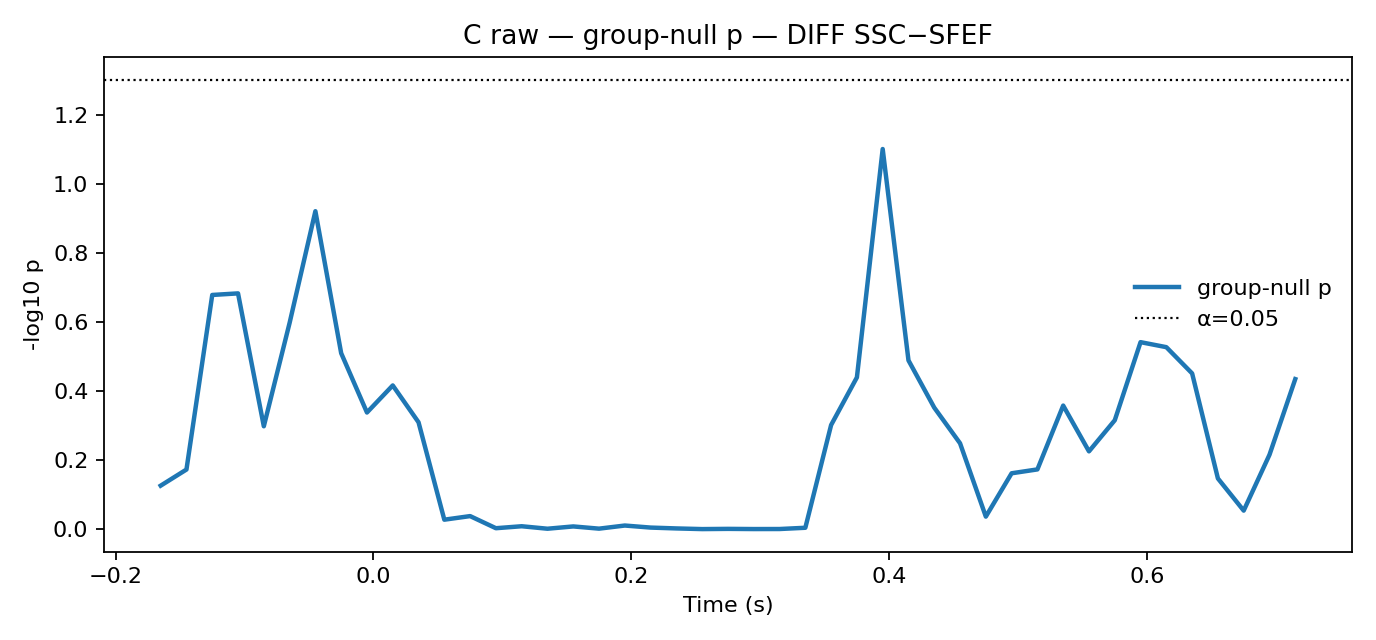 C raw — group-null p — DIFF SSC−SFEF
1.2
1.0
0.8
0.6
0.4
0.2
0.0
-log10 p
group-null p
α=0.05
−0.2
0.0
0.2
0.4
0.6
Time (s)